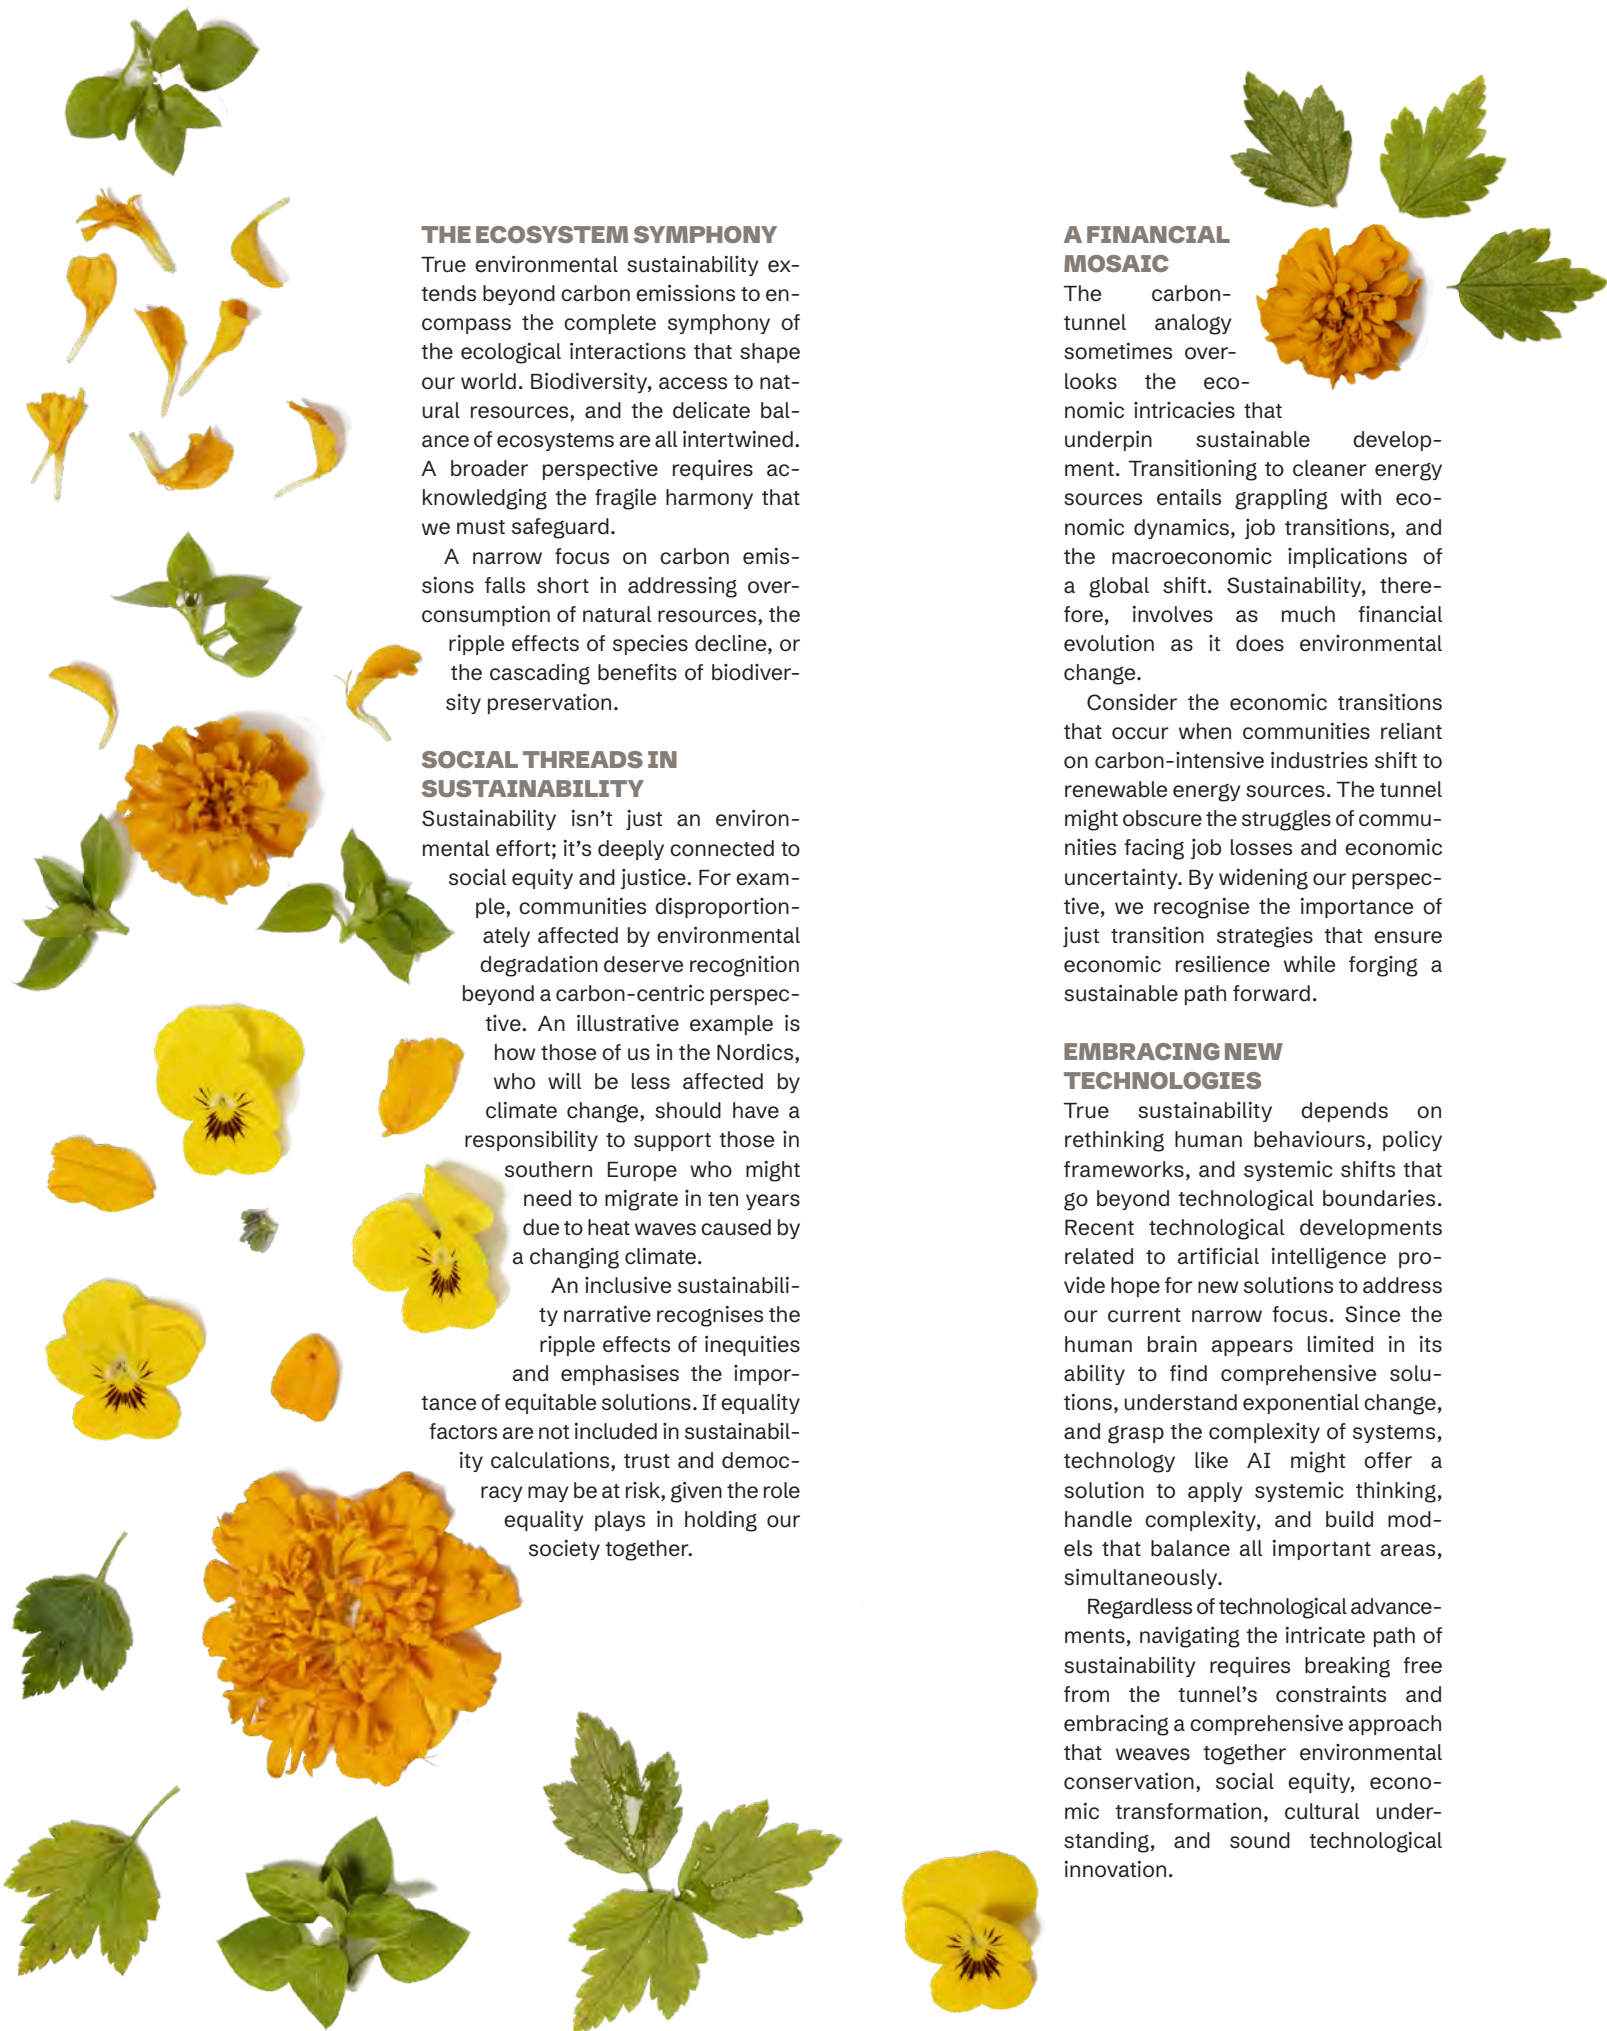 THE ECOSYSTEM SYMPHONY
True environmental sustainability ex-
tends beyond carbon emissions to en-
compass the complete symphony of
the ecological interactions that shape
our world. Biodiversity, access to nat-
ural resources, and the delicate bal-
ance of ecosystems are all intertwined.
A broader perspective requires ac-
knowledging the fragile harmony that
we must safeguard.
A narrow focus on carbon emis-
sions falls short in addressing over-
consumption of natural resources, the
ripple effects of species decline, or
the cascading benefits of biodiver-
sity preservation.
SOCIAL THREADS IN
SUSTAINABILITY
Sustainability isn't just an environ-
mental effort; it's deeply connected to
social equity and justice. For exam-
ple, communities disproportion-
ately affected by environmental
degradation deserve recognition
beyond a carbon-centric perspec-
tive. An illustrative example is
how those of us in the Nordics,
who will be less affected by
climate change, should have a
responsibility to support those in
southern Europe who might
need to migrate in ten years
due to heat waves caused by
a changing climate.
An inclusive sustainabili-
ty narrative recognises the
ripple effects of inequities
and emphasises the impor-
tance of equitable solutions. If equality
factors are not included in sustainabil-
ity calculations, trust and democ-
racy may be at risk, given the role
equality plays in holding our
society together.
A FINANCIAL
MOSAIC
The carbon-
tunnel analogy
sometimes over-
looks the eco-
nomic intricacies that
underpin sustainable develop-
ment. Transitioning to cleaner energy
sources entails grappling with eco-
nomic dynamics, job transitions, and
the macroeconomic implications of
a global shift. Sustainability, there-
fore, involves as much financial
evolution as it does environmental
change.
Consider the economic transitions
that occur when communities reliant
on carbon-intensive industries shift to
renewable energy sources. The tunnel
might obscure the struggles of commu-
nities facing job losses and economic
uncertainty. By widening our perspec-
tive, we recognise the importance of
just transition strategies that ensure
economic resilience while forging a
sustainable path forward.
EMBRACING NEW
TECHNOLOGIES
True sustainability depends on
rethinking human behaviours, policy
frameworks, and systemic shifts that
go beyond technological boundaries.
Recent technological developments
related to artificial intelligence pro-
vide hope for new solutions to address
our current narrow focus. Since the
human brain appears limited in its
ability to find comprehensive solu-
tions, understand exponential change,
and grasp the complexity of systems,
technology like AI might offer a
solution to apply systemic thinking,
handle complexity, and build mod-
els that balance all important areas,
simultaneously.
Regardless of technological advance-
ments, navigating the intricate path of
sustainability requires breaking free
from the tunnel's constraints and
embracing a comprehensive approach
that weaves together environmental
conservation, social equity, econo-
mic transformation, cultural under-
standing, and sound technological
innovation.